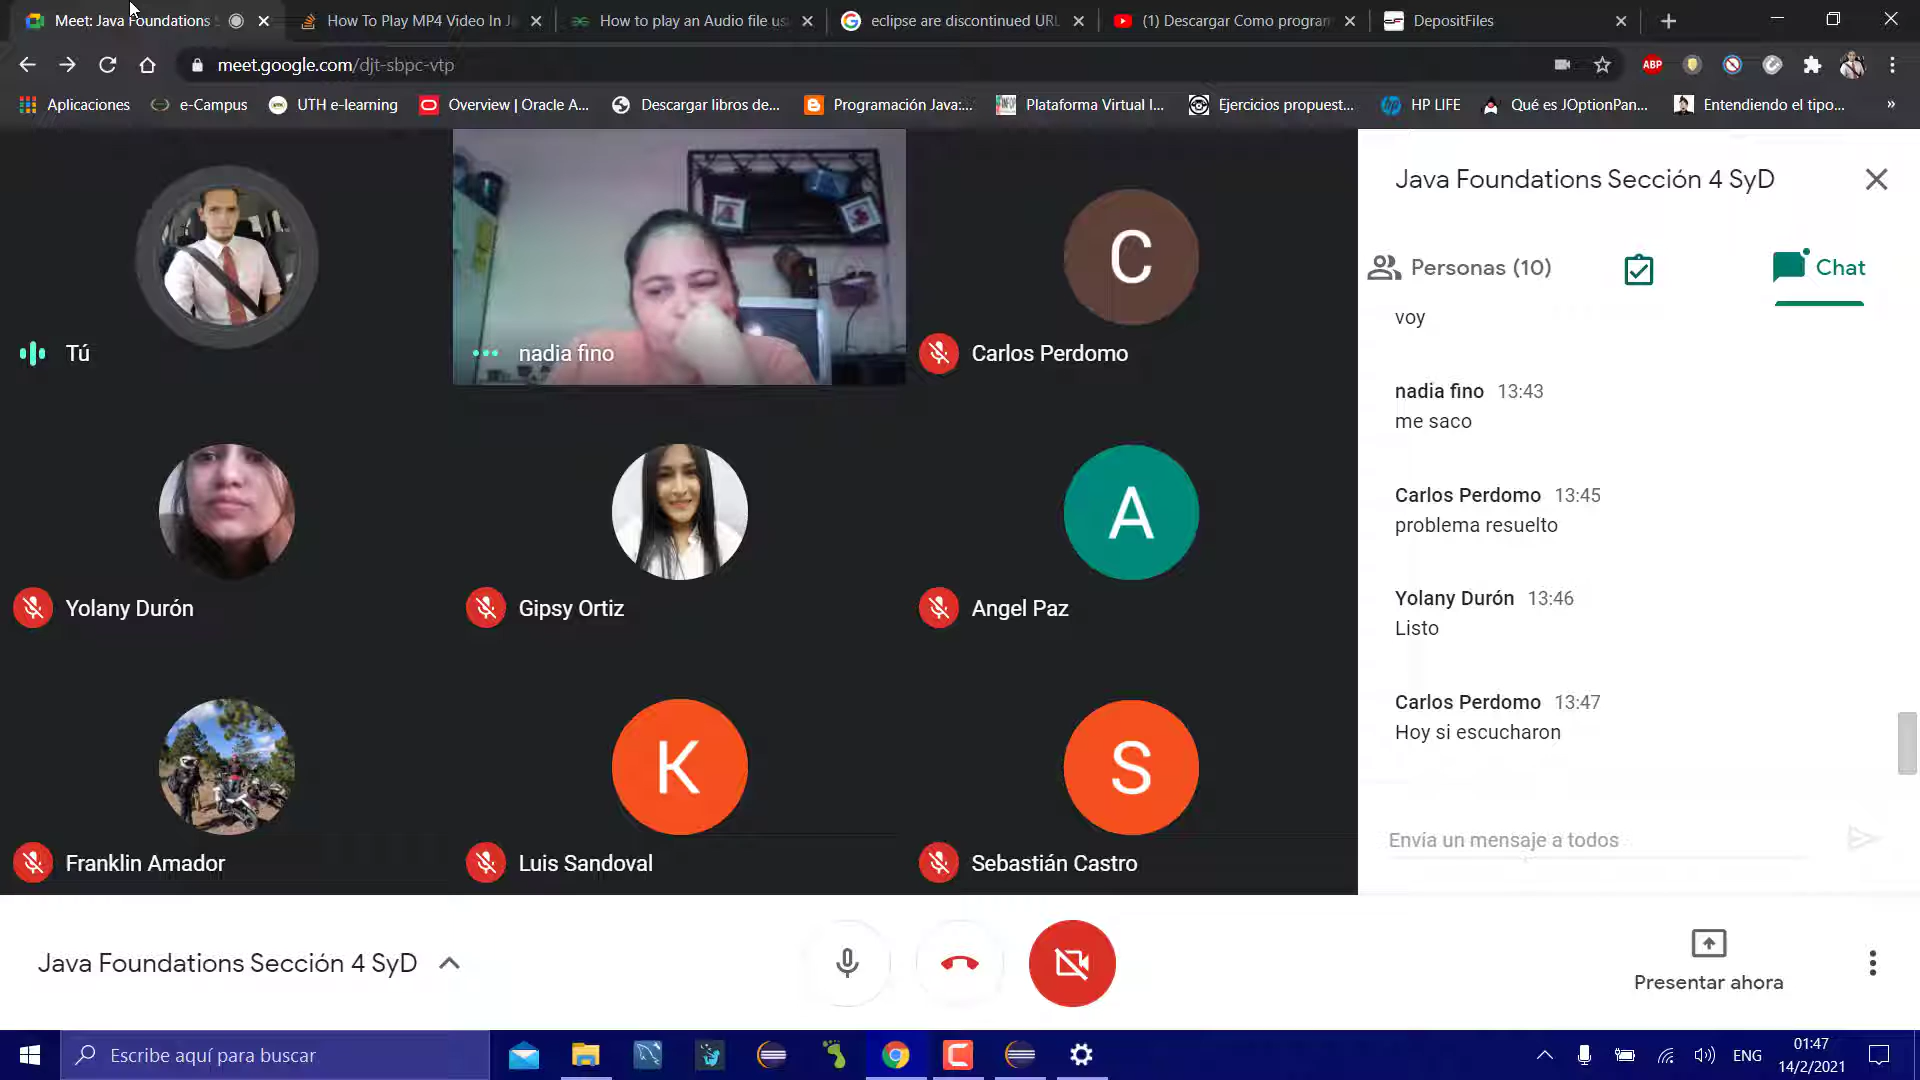 Meet: Java Foundations
How To Play MP4 Video In J
How to play an Audio file us
eclipse are discontinued URL
(1) Descargar Como program
DepositFiles
meet.google.com/djt-sbpc-vtp
ABP
Aplicaciones
e-Campus
UTH e-learning
Overview | Oracle A...
Descargar libros de...
Programación Java:...
Plataforma Virtual I...
Ejercicios propuest...
HP LIFE
Qué es JOptionPan...
Entendiendo el tipo...
»
Tú
nadia fino
C
Carlos Perdomo
Yolany Durón
Gipsy Ortiz
A
Angel Paz
Franklin Amador
K
Luis Sandoval
S
Sebastián Castro
Java Foundations Sección 4 SyD
Personas (10)
Chat
voy
nadia fino 13:43
me saco
Carlos Perdomo 13:45
problema resuelto
Yolany Durón 13:46
Listo
Carlos Perdomo 13:47
Hoy si escucharon
Envía un mensaje a todos
Java Foundations Sección 4 SyD
Presentar ahora
Escribe aquí para buscar
ENG
01:47
14/2/2021